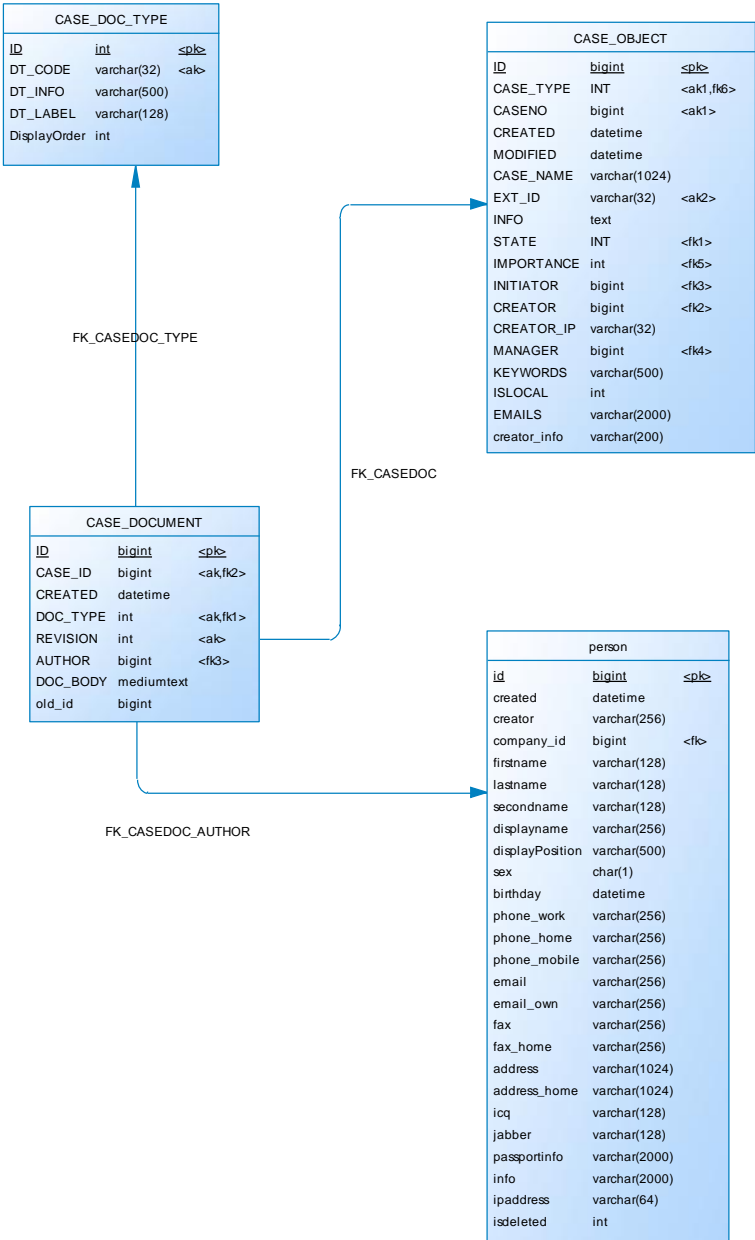 CASE_DOC_TYPE
ID int <pk>
DT_CODE varchar(32) <ak>
DT_INFO varchar(500)
DT_LABEL varchar(128)
DisplayOrder int
CASE_OBJECT
ID bigint <pk>
CASE_TYPE INT <ak1,fk6>
CASENO bigint <ak1>
CREATED datetime
MODIFIED datetime
CASE_NAME varchar(1024)
EXT_ID varchar(32) <ak2>
INFO text
STATE INT <fk1>
IMPORTANCE int <fk5>
INITIATOR bigint <fk3>
CREATOR bigint <fk2>
CREATOR_IP varchar(32)
MANAGER bigint <fk4>
KEYWORDS varchar(500)
ISLOCAL int
EMAILS varchar(2000)
creator_info varchar(200)
FK_CASEDOC_TYPE
FK_CASEDOC
CASE_DOCUMENT
ID bigint <pk>
CASE_ID bigint <ak,fk2>
CREATED datetime
DOC_TYPE int <ak,fk1>
REVISION int <ak>
AUTHOR bigint <fk3>
DOC_BODY mediumtext
old_id bigint
FK_CASEDOC_AUTHOR
person
id bigint <pk>
created datetime
creator varchar(256)
company_id bigint <fk>
firstname varchar(128)
lastname varchar(128)
secondname varchar(128)
displayname varchar(256)
displayPosition varchar(500)
sex char(1)
birthday datetime
phone_work varchar(256)
phone_home varchar(256)
phone_mobile varchar(256)
email varchar(256)
email_own varchar(256)
fax varchar(256)
fax_home varchar(256)
address varchar(1024)
address_home varchar(1024)
icq varchar(128)
jabber varchar(128)
passportinfo varchar(2000)
info varchar(2000)
ipaddress varchar(64)
isdeleted int